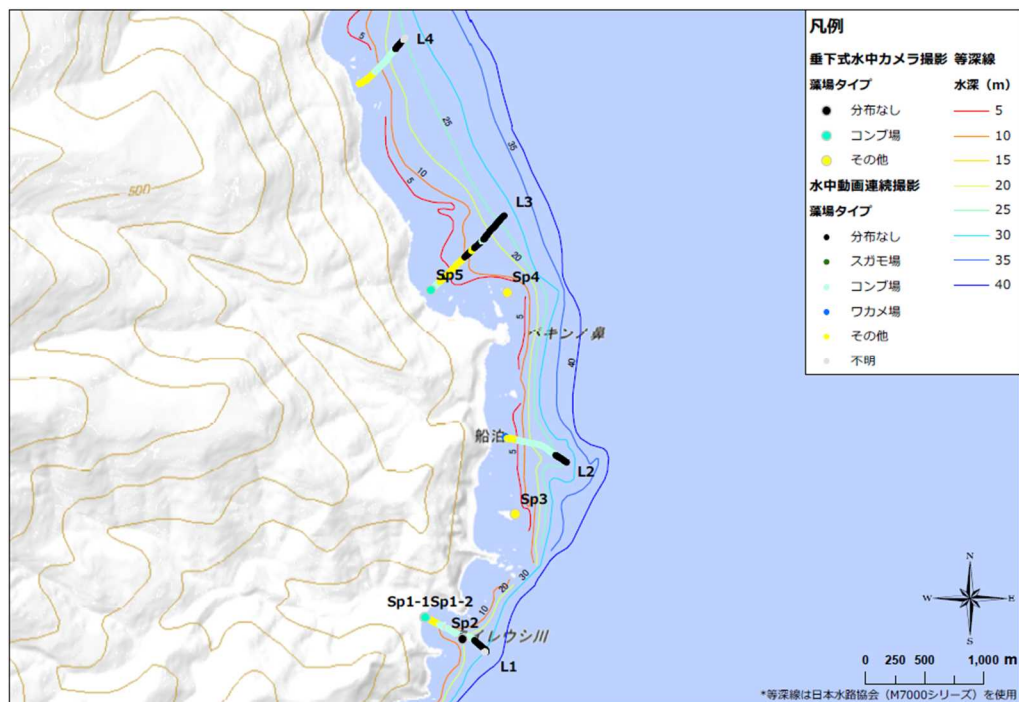 凡例
垂下式水中カメラ撮影
藻場タイプ
分布なし
コンブ場
その他
水中動画連続撮影
藻場タイプ
分布なし
スガモ場
コンブ場
ワカメ場
その他
不明
等深線
水深（m）
5
10
15
20
25
30
35
40
5
L4
25
35
10
5
500
L3
20
Sp5
Sp4
5
ペキンノ鼻
40
船泊
5
L2
Sp3
30
20
10
Sp1-1Sp1-2
Sp2
イレウシ川
L1
N
W
E
S
0 250 500 1,000 m
*等深線は日本水路協会（M7000シリーズ）を使用